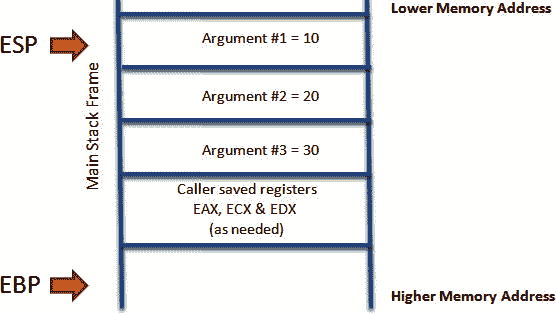 Lower Memory Address
ESP
Argument #1 = 10
Argument #2 = 20
Main Stack Frame
Argument #3 = 30
Caller saved registers
EAX, ECX & EDX
(as needed)
EBP
Higher Memory Address